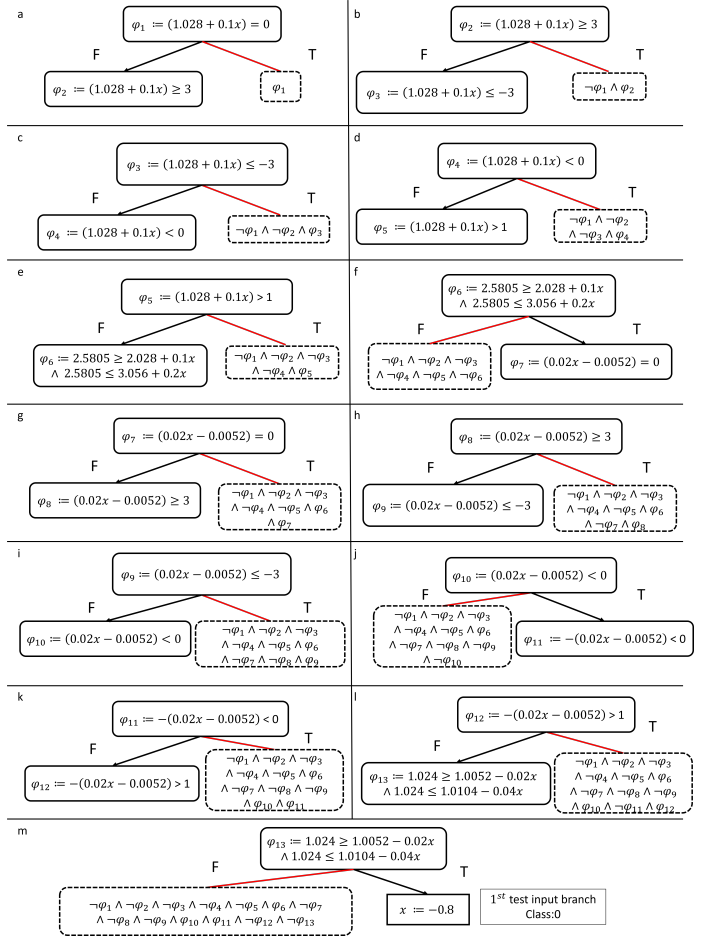 a
φ₁ ≔ (1.028 + 0.1x) = 0
F
T
φ₂ ≔ (1.028 + 0.1x) ≥ 3
φ₁
b
φ₂ ≔ (1.028 + 0.1x) ≥ 3
F
T
φ₃ ≔ (1.028 + 0.1x) ≤ −3
¬φ₁ ∧ φ₂
c
φ₃ ≔ (1.028 + 0.1x) ≤ −3
F
T
φ₄ ≔ (1.028 + 0.1x) < 0
¬φ₁ ∧ ¬φ₂ ∧ φ₃
d
φ₄ ≔ (1.028 + 0.1x) < 0
F
T
φ₅ ≔ (1.028 + 0.1x) > 1
¬φ₁ ∧ ¬φ₂
∧ ¬φ₃ ∧ φ₄
e
φ₅ ≔ (1.028 + 0.1x) > 1
F
T
φ₆ ≔ 2.5805 ≥ 2.028 + 0.1x
∧ 2.5805 ≤ 3.056 + 0.2x
¬φ₁ ∧ ¬φ₂ ∧ ¬φ₃
∧ ¬φ₄ ∧ φ₅
f
φ₆ ≔ 2.5805 ≥ 2.028 + 0.1x
∧ 2.5805 ≤ 3.056 + 0.2x
F
T
¬φ₁ ∧ ¬φ₂ ∧ ¬φ₃
∧ ¬φ₄ ∧ ¬φ₅ ∧ ¬φ₆
φ₇ ≔ (0.02x − 0.0052) = 0
g
φ₇ ≔ (0.02x − 0.0052) = 0
F
T
φ₈ ≔ (0.02x − 0.0052) ≥ 3
¬φ₁ ∧ ¬φ₂ ∧ ¬φ₃
∧ ¬φ₄ ∧ ¬φ₅ ∧ φ₆
∧ φ₇
h
φ₈ ≔ (0.02x − 0.0052) ≥ 3
F
T
φ₉ ≔ (0.02x − 0.0052) ≤ −3
¬φ₁ ∧ ¬φ₂ ∧ ¬φ₃
∧ ¬φ₄ ∧ ¬φ₅ ∧ φ₆
∧ ¬φ₇ ∧ φ₈
i
φ₉ ≔ (0.02x − 0.0052) ≤ −3
F
T
φ₁₀ ≔ (0.02x − 0.0052) < 0
¬φ₁ ∧ ¬φ₂ ∧ ¬φ₃
∧ ¬φ₄ ∧ ¬φ₅ ∧ φ₆
∧ ¬φ₇ ∧ ¬φ₈ ∧ φ₉
j
φ₁₀ ≔ (0.02x − 0.0052) < 0
F
T
¬φ₁ ∧ ¬φ₂ ∧ ¬φ₃
∧ ¬φ₄ ∧ ¬φ₅ ∧ φ₆
∧ ¬φ₇ ∧ ¬φ₈ ∧ ¬φ₉
∧ ¬φ₁₀
φ₁₁ ≔ −(0.02x − 0.0052) < 0
k
φ₁₁ ≔ −(0.02x − 0.0052) < 0
F
T
φ₁₂ ≔ −(0.02x − 0.0052) > 1
¬φ₁ ∧ ¬φ₂ ∧ ¬φ₃
∧ ¬φ₄ ∧ ¬φ₅ ∧ φ₆
∧ ¬φ₇ ∧ ¬φ₈ ∧ ¬φ₉
∧ φ₁₀ ∧ φ₁₁
l
φ₁₂ ≔ −(0.02x − 0.0052) > 1
F
T
φ₁₃ ≔ 1.024 ≥ 1.0052 − 0.02x
∧ 1.024 ≤ 1.0104 − 0.04x
¬φ₁ ∧ ¬φ₂ ∧ ¬φ₃
∧ ¬φ₄ ∧ ¬φ₅ ∧ φ₆
∧ ¬φ₇ ∧ ¬φ₈ ∧ ¬φ₉
∧ φ₁₀ ∧ ¬φ₁₁ ∧ φ₁₂
m
φ₁₃ ≔ 1.024 ≥ 1.0052 − 0.02x
∧ 1.024 ≤ 1.0104 − 0.04x
F
T
¬φ₁ ∧ ¬φ₂ ∧ ¬φ₃ ∧ ¬φ₄ ∧ ¬φ₅ ∧ φ₆ ∧ ¬φ₇
∧ ¬φ₈ ∧ ¬φ₉ ∧ φ₁₀ ∧ φ₁₁ ∧ ¬φ₁₂ ∧ ¬φ₁₃
x ≔ −0.8
1ˢᵗ test input branch
Class:0